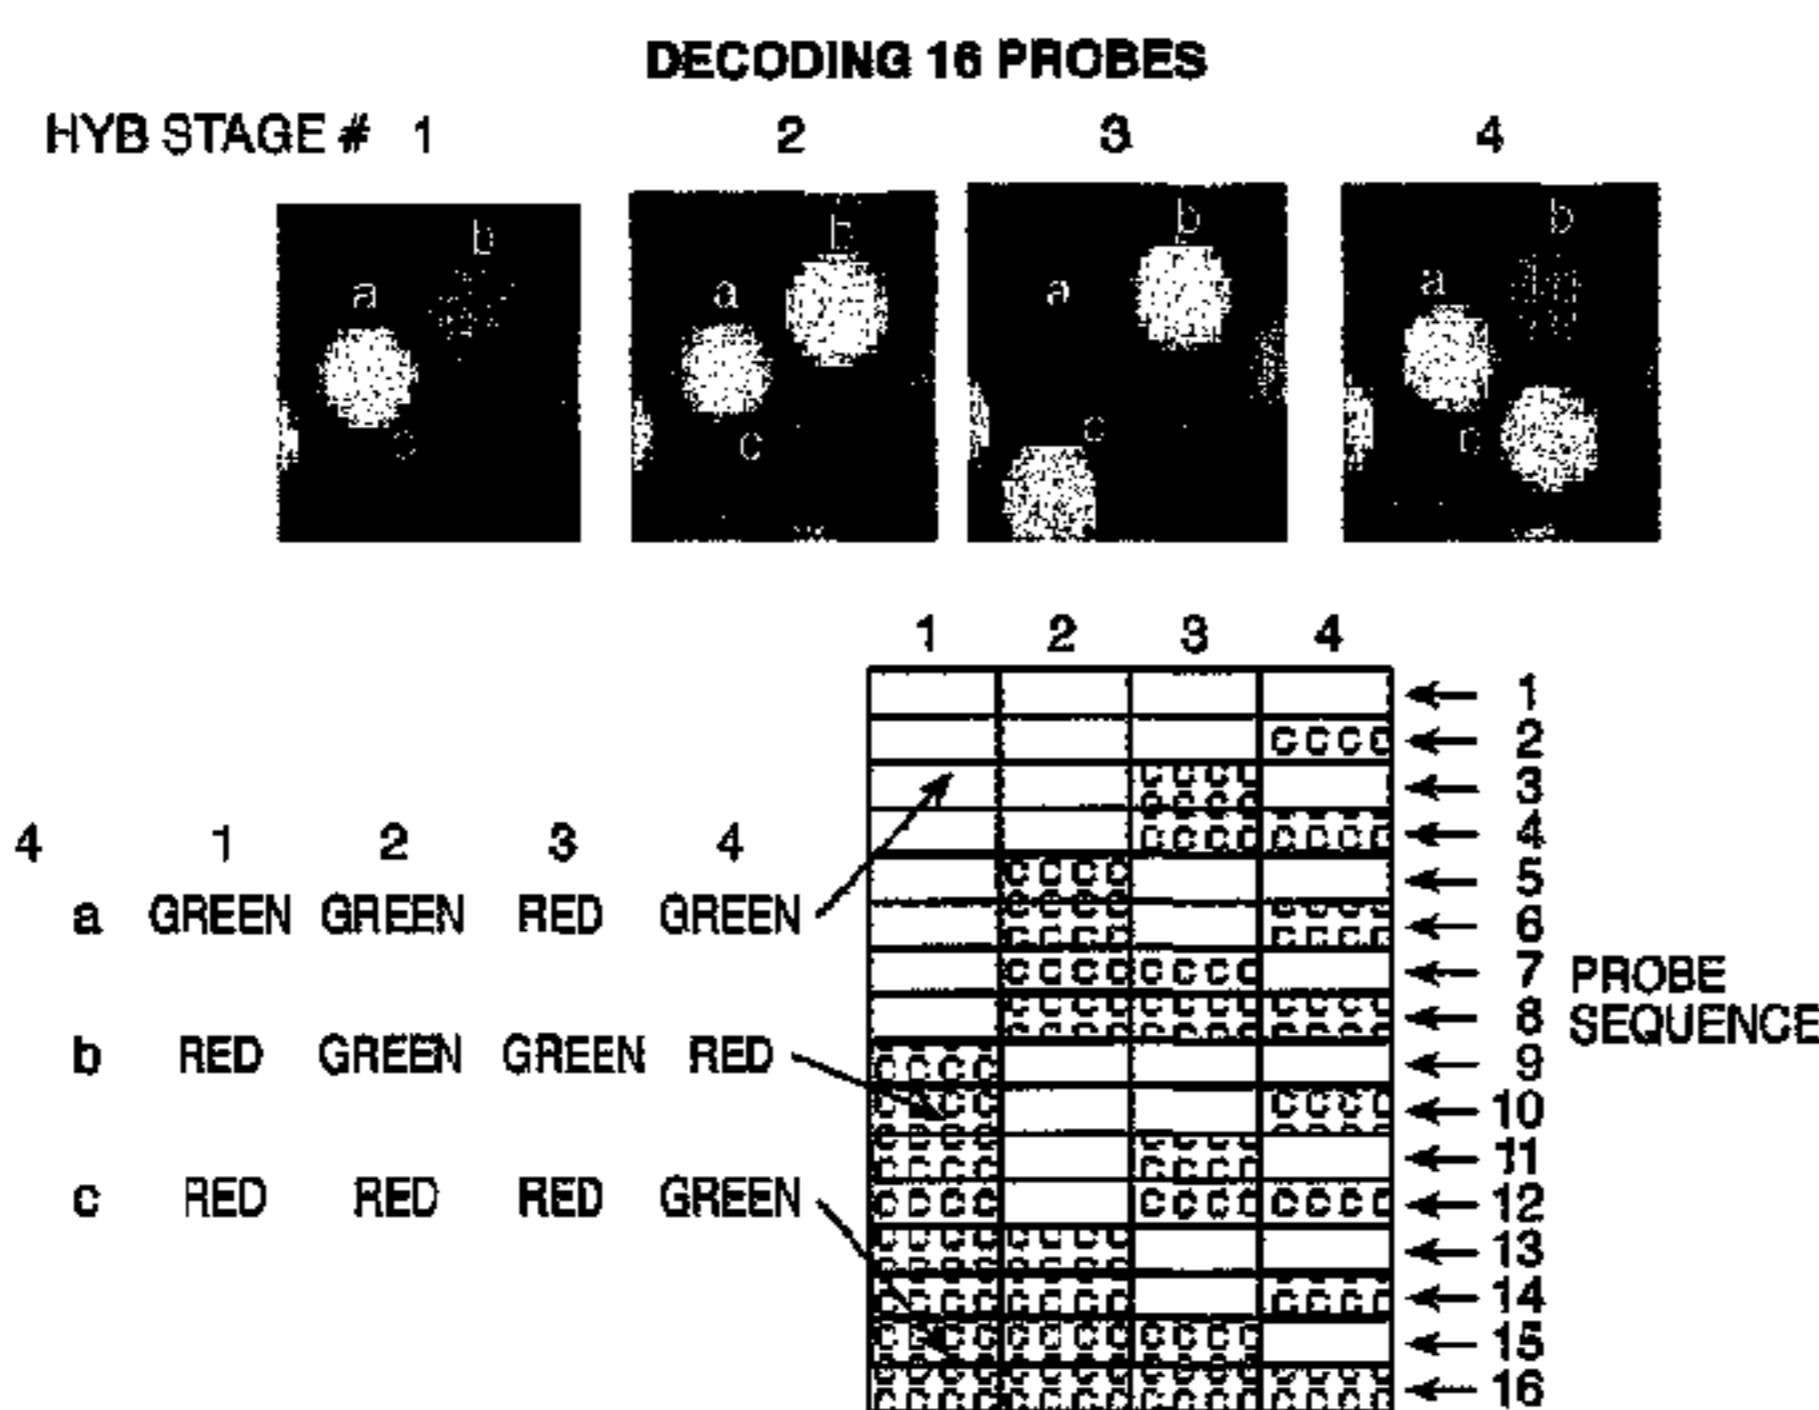 DECODING 16 PROBES
HYB STAGE # 1 2 3 4
b
a
c
b
a
c
b
a
c
b
a
c
1 2 3 4
1
2
CCCC
3
4
5
6
7
8
9
10
11
12
13
14
15
16
PROBE
SEQUENCE
4 1 2 3 4
a GREEN GREEN RED GREEN
b RED GREEN GREEN RED
c RED RED RED GREEN